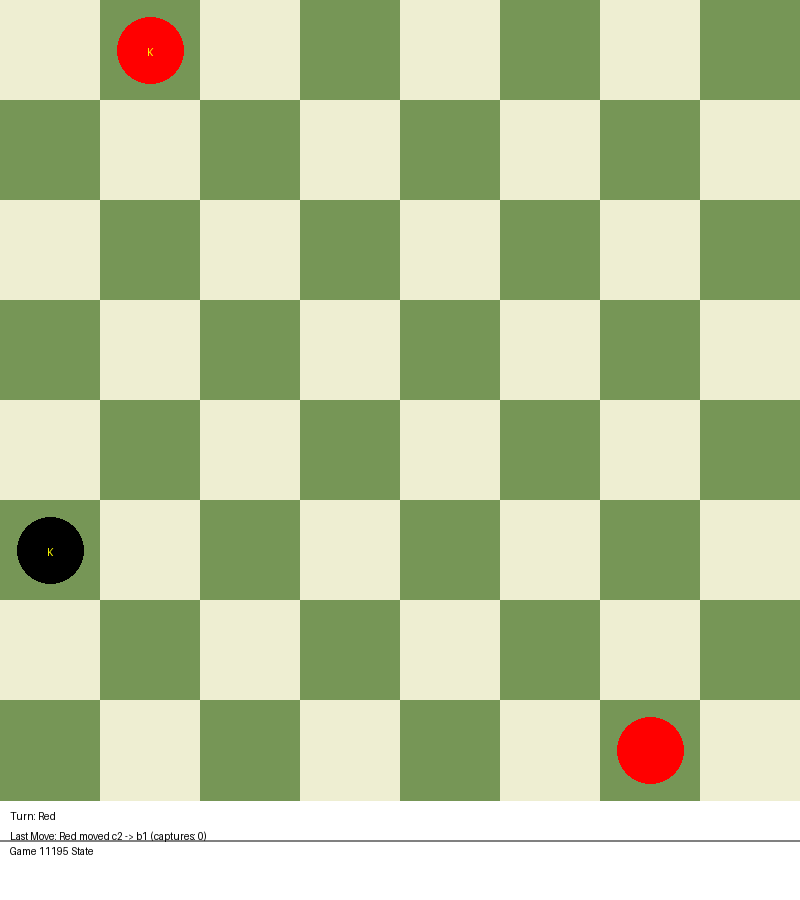 K
K
Turn: Red
Last Move: Red moved c2 -> b1 (captures: 0)
Game 11195 State